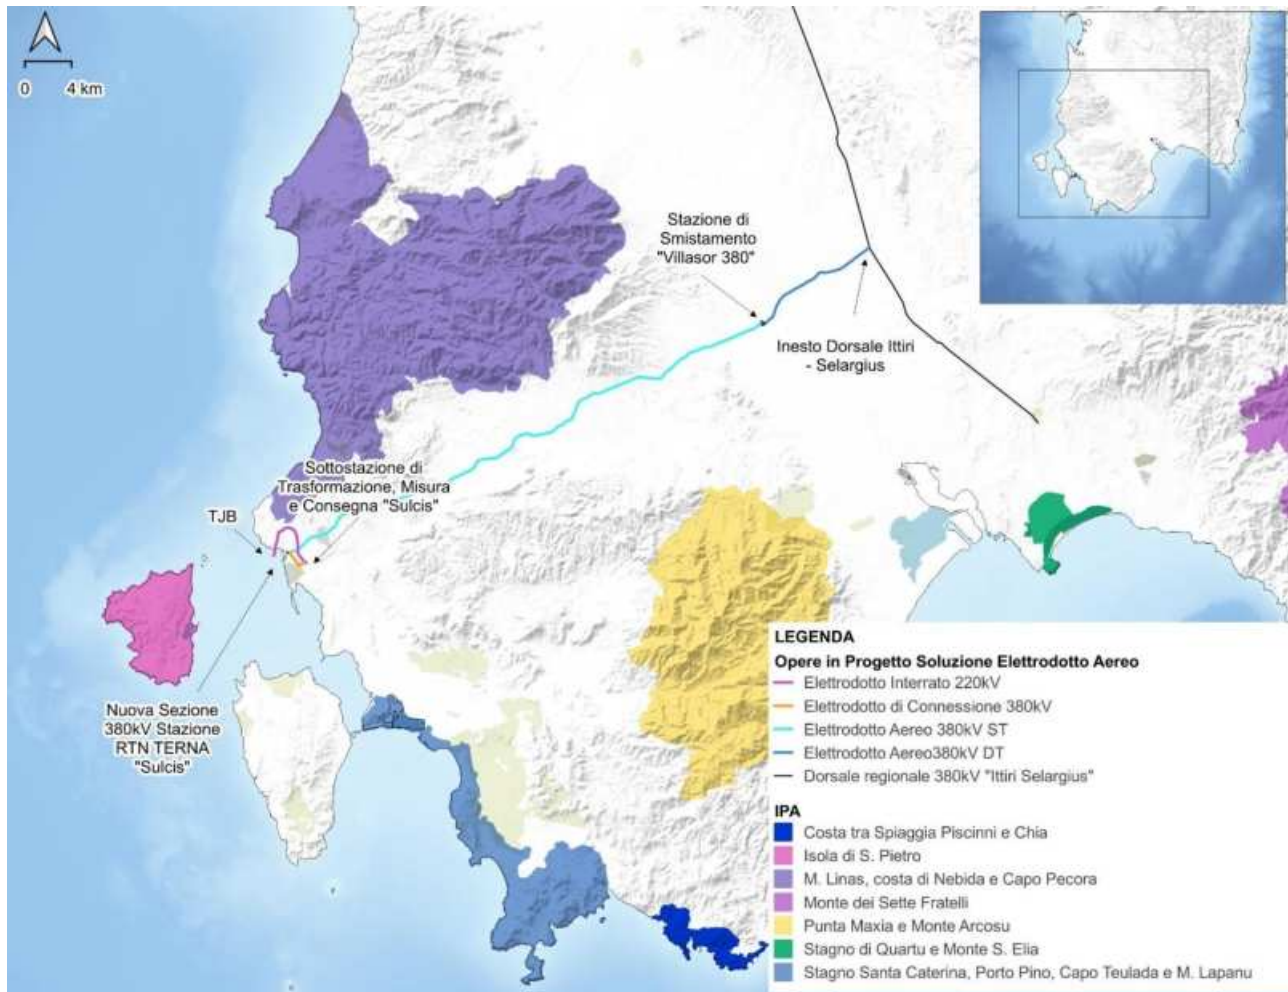 0 4 km
Stazione di
Smistamento
"Villasor 380"
Inesto Dorsale Ittiri
- Selargius
Sottostazione di
Trasformazione, Misura
e Consegna "Sulcis"
TJB
Nuova Sezione
380kV Stazione
RTN TERNA
"Sulcis"
LEGENDA
Opere in Progetto Soluzione Elettrodotto Aereo
Elettrodotto Interrato 220kV
Elettrodotto di Connessione 380kV
Elettrodotto Aereo 380kV ST
Elettrodotto Aereo380kV DT
Dorsale regionale 380kV "Ittiri Selargius"
IPA
Costa tra Spiaggia Piscinni e Chia
Isola di S. Pietro
M. Linas, costa di Nebida e Capo Pecora
Monte dei Sette Fratelli
Punta Maxia e Monte Arcosu
Stagno di Quartu e Monte S. Elia
Stagno Santa Caterina, Porto Pino, Capo Teulada e M. Lapanu